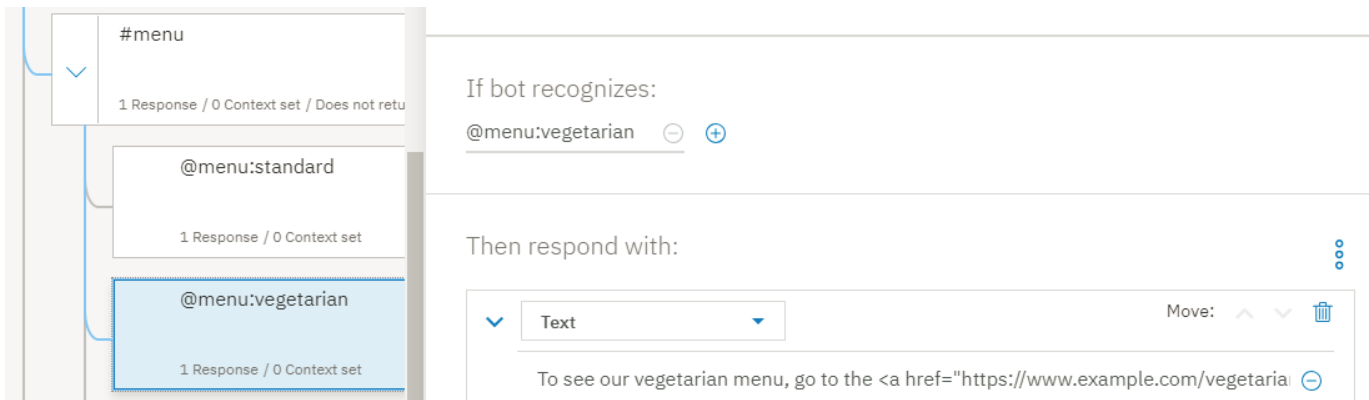 #menu
1 Response / 0 Context set / Does not retu
@menu:standard
1 Response / 0 Context set
@menu:vegetarian
1 Response / 0 Context set
If bot recognizes:
@menu:vegetarian
Then respond with:
Text
Move:
To see our vegetarian menu, go to the <a href="https://www.example.com/vegetaria